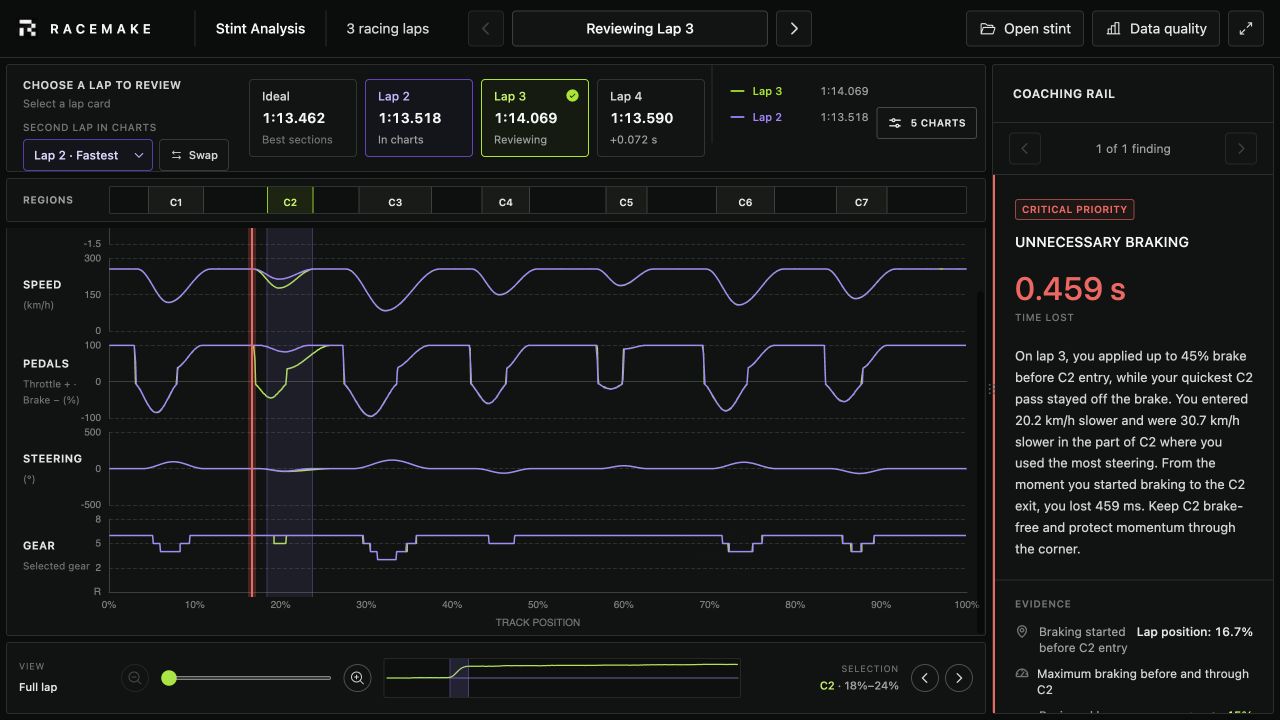 RACEMAKE
Stint Analysis
3 racing laps
Reviewing Lap 3
Open stint
Data quality
CHOOSE A LAP TO REVIEW
Select a lap card
SECOND LAP IN CHARTS
Lap 2 · Fastest
Swap
Ideal
1:13.462
Best sections
Lap 2
1:13.518
In charts
Lap 3
1:14.069
Reviewing
Lap 4
1:13.590
+0.072 s
Lap 3 1:14.069
Lap 2 1:13.518
5 CHARTS
REGIONS
C1 C2 C3 C4 C5 C6 C7
-1.5
SPEED
(km/h)
300
150
0
PEDALS
Throttle + ·
Brake – (%)
100
0
-100
STEERING
(°)
500
0
-500
GEAR
Selected gear
8
5
2
R
0% 10% 20% 30% 40% 50% 60% 70% 80% 90% 100%
TRACK POSITION
VIEW
Full lap
SELECTION
C2 · 18%–24%
COACHING RAIL
1 of 1 finding
CRITICAL PRIORITY
UNNECESSARY BRAKING
0.459 s
TIME LOST
On lap 3, you applied up to 45% brake
before C2 entry, while your quickest C2
pass stayed off the brake. You entered
20.2 km/h slower and were 30.7 km/h
slower in the part of C2 where you
used the most steering. From the
moment you started braking to the C2
exit, you lost 459 ms. Keep C2 brake-
free and protect momentum through
the corner.
EVIDENCE
Braking started Lap position: 16.7%
before C2 entry
Maximum braking before and through
C2